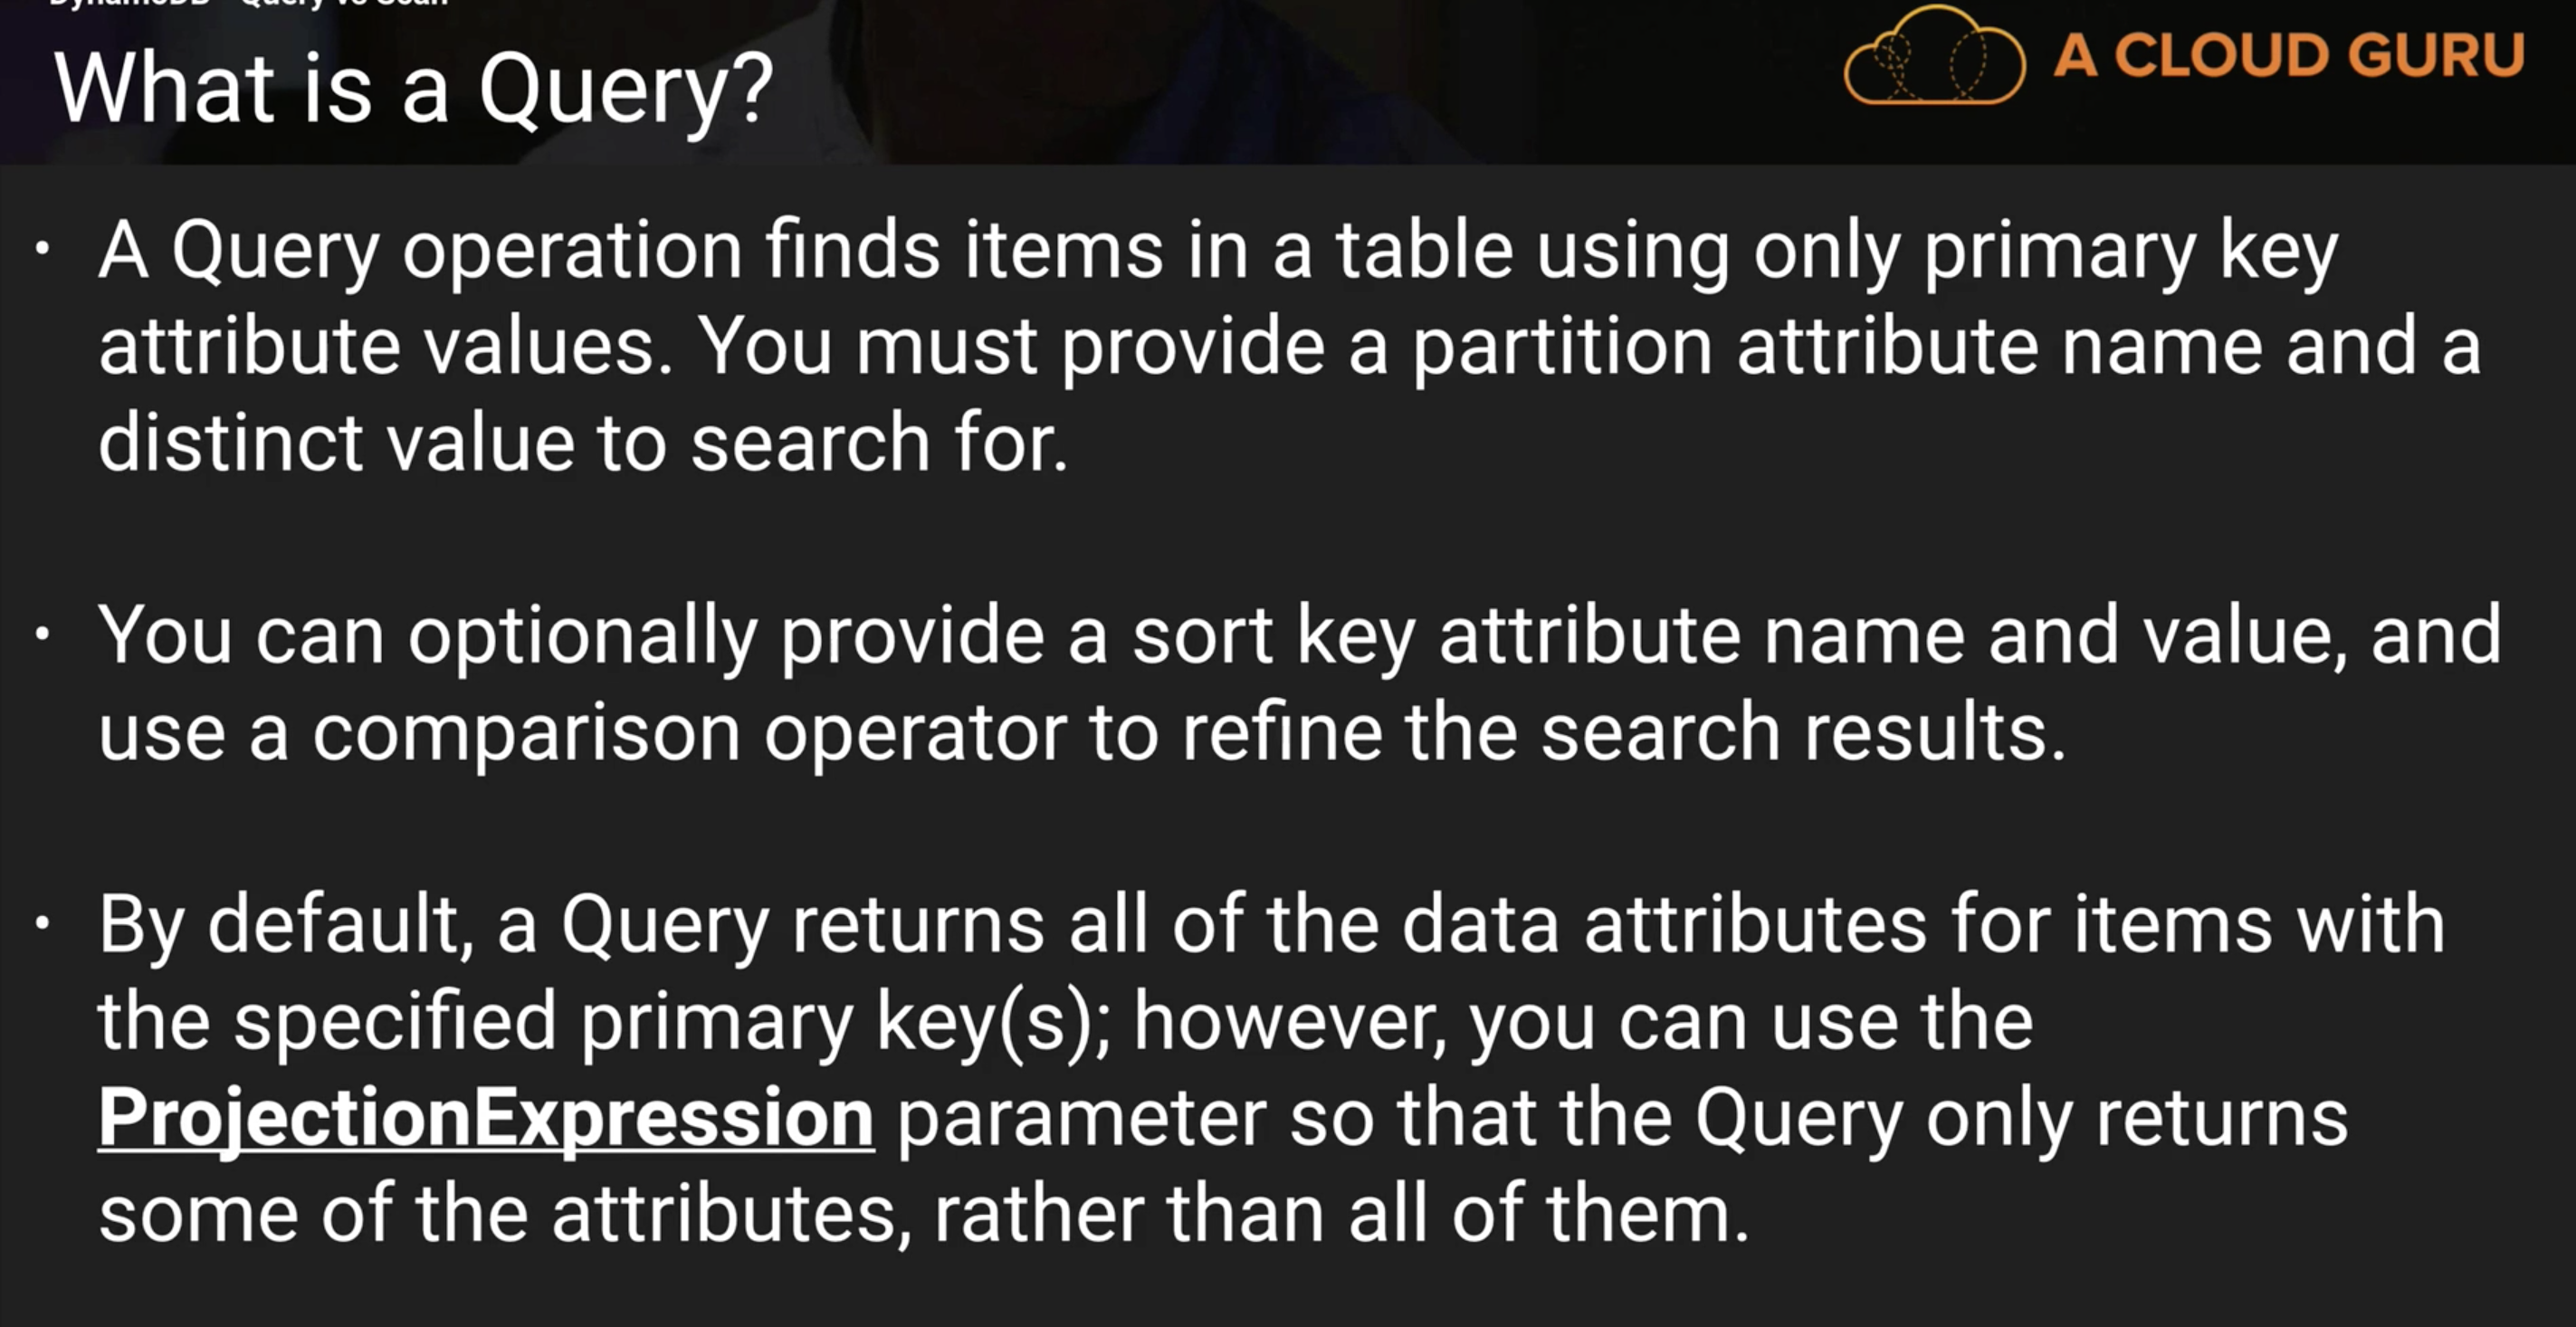 DynamoDB - Query vs Scan
What is a Query?
A CLOUD GURU
• A Query operation finds items in a table using only primary key
attribute values. You must provide a partition attribute name and a
distinct value to search for.
• You can optionally provide a sort key attribute name and value, and
use a comparison operator to refine the search results.
• By default, a Query returns all of the data attributes for items with
the specified primary key(s); however, you can use the
ProjectionExpression parameter so that the Query only returns
some of the attributes, rather than all of them.